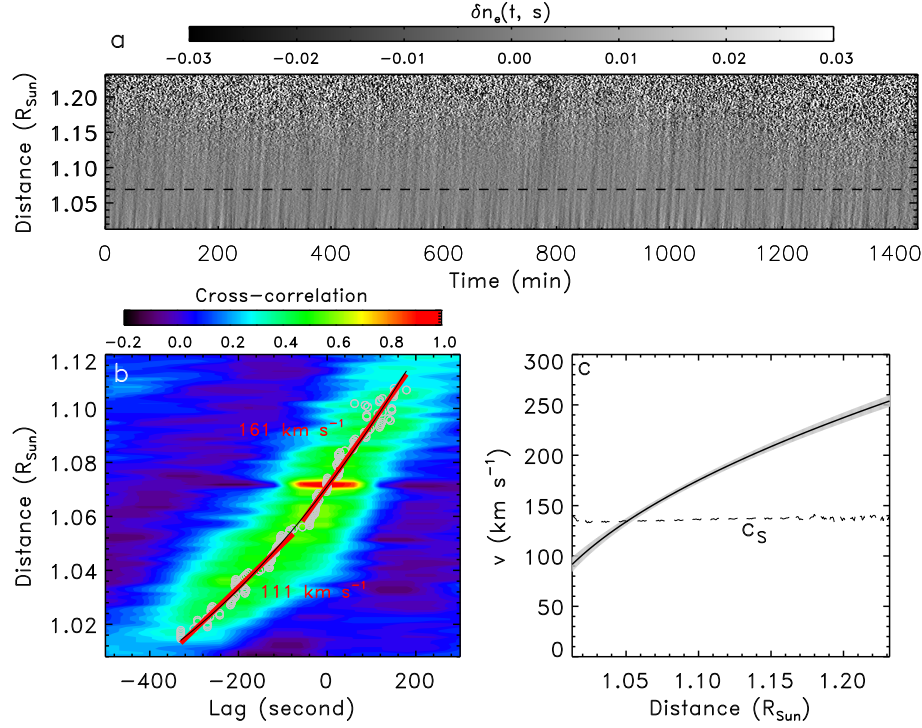 δnₑ(t, s)
a
−0.03 −0.02 −0.01 0.00 0.01 0.02 0.03
Distance (R_Sun)
1.20
1.15
1.10
1.05
0 200 400 600 800 1000 1200 1400
Time (min)
Cross−correlation
−0.2 0.0 0.2 0.4 0.6 0.8 1.0
b
Distance (R_Sun)
1.12
1.10
1.08
1.06
1.04
1.02
161 km s⁻¹
111 km s⁻¹
−400 −200 0 200
Lag (second)
c
v (km s⁻¹)
300
250
200
150
100
50
0
C_S
1.05 1.10 1.15 1.20
Distance (R_Sun)